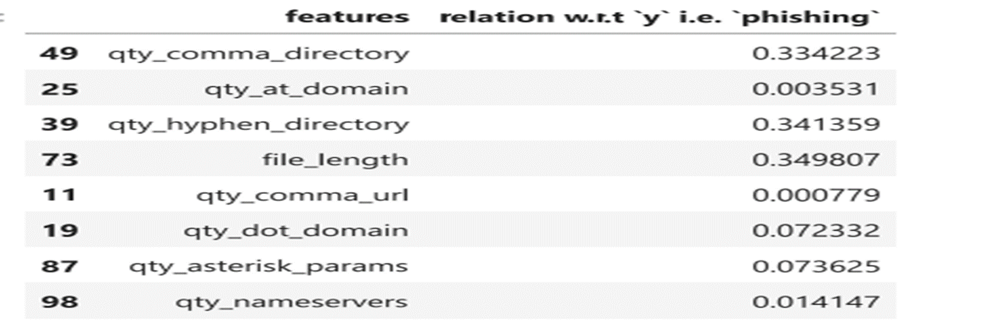 features relation w.r.t `y` i.e. `phishing`
49 qty_comma_directory 0.334223
25 qty_at_domain 0.003531
39 qty_hyphen_directory 0.341359
73 file_length 0.349807
11 qty_comma_url 0.000779
19 qty_dot_domain 0.072332
87 qty_asterisk_params 0.073625
98 qty_nameservers 0.014147